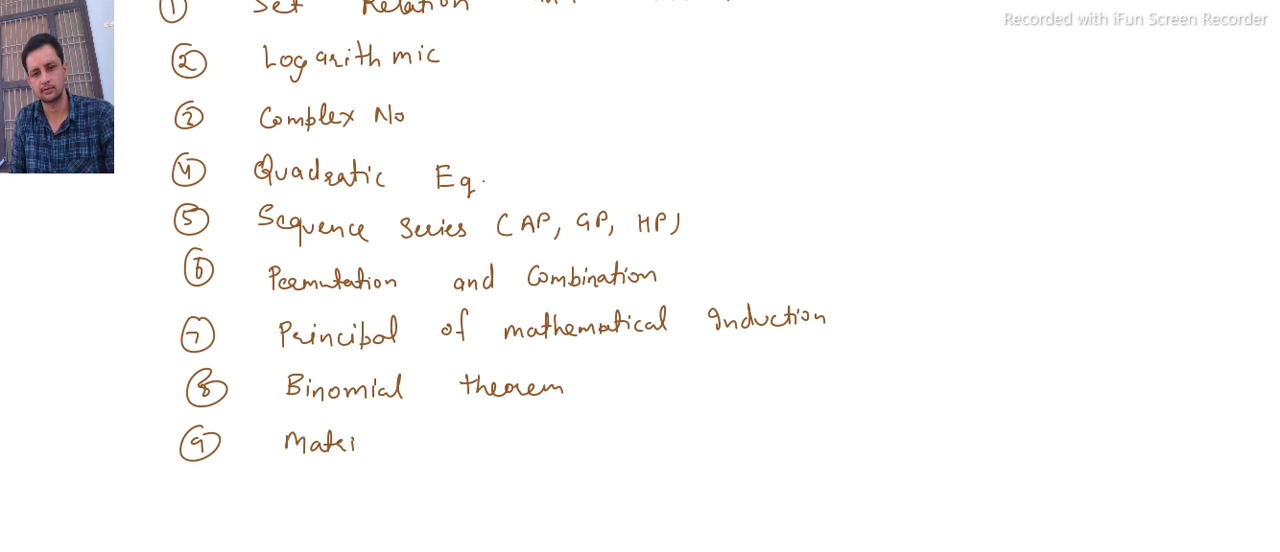 Recorded with iFun Screen Recorder
① Set Relation
② Logarithmic
③ Complex No
④ Quadratic Eq.
⑤ Sequence Series (AP, GP, HP)
⑥ Permutation and Combination
⑦ Principal of mathematical Induction
⑧ Binomial theorem
⑨ Matri